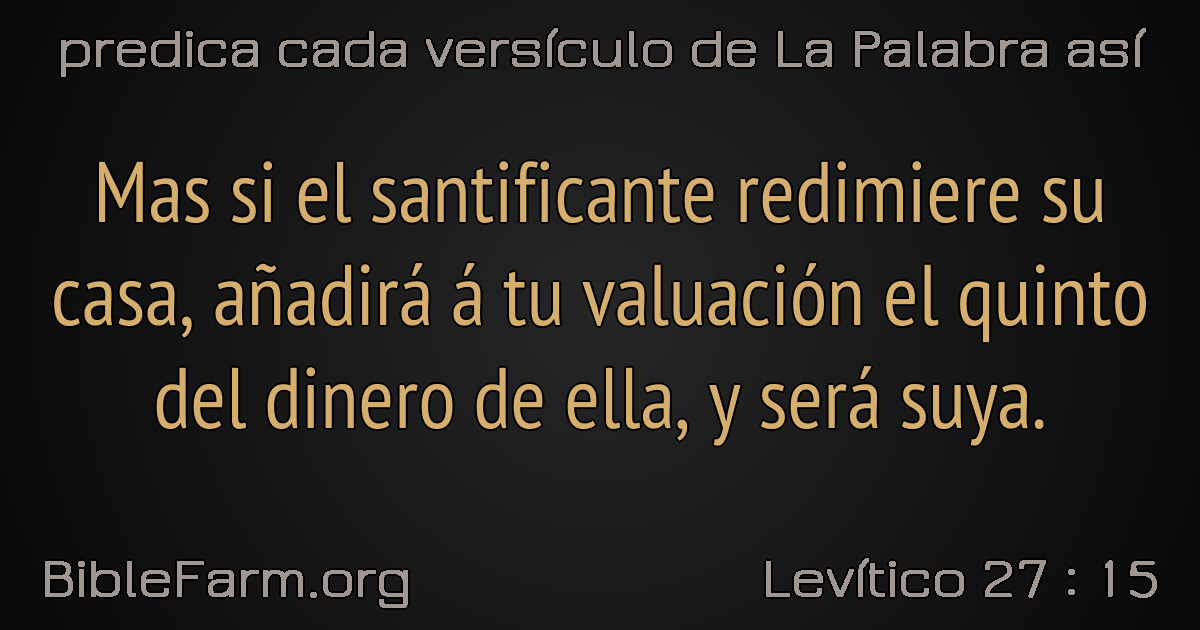 predica cada versículo de La Palabra así
Mas si el santificante redimiere su
casa, añadirá á tu valuación el quinto
del dinero de ella, y será suya.
BibleFarm.org
Levítico 27 : 15